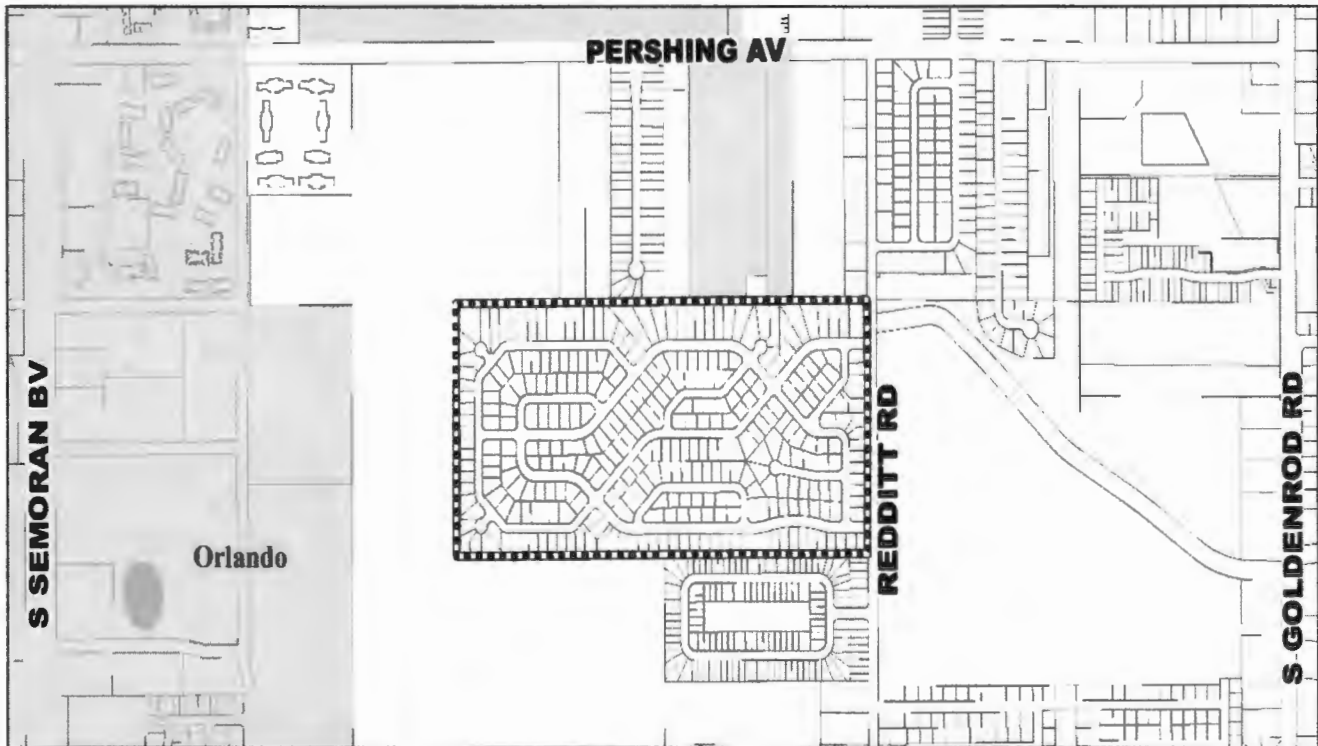 PERSHING AV
S SEMORAN BV
REDDITT RD
S GOLDENROD RD
Orlando